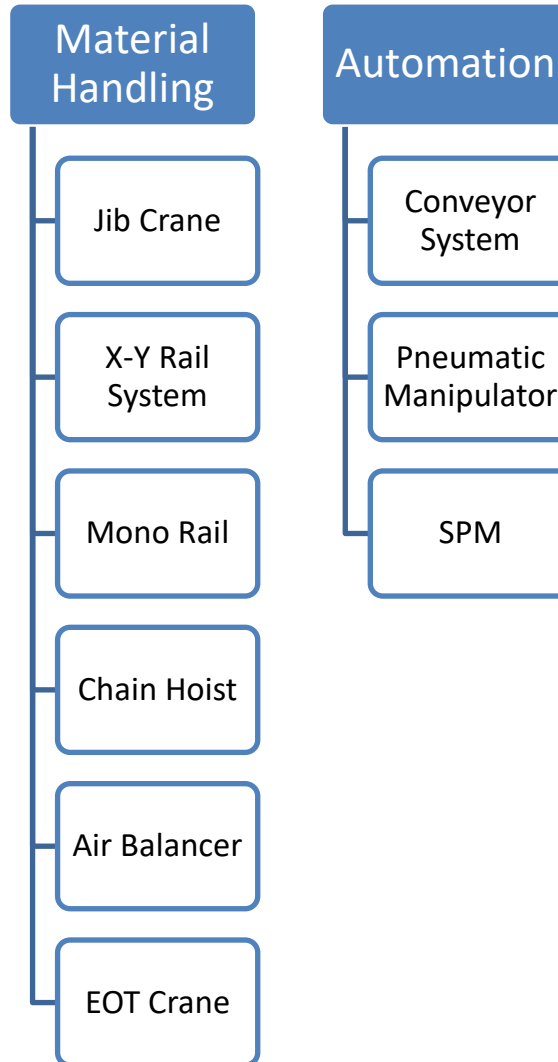 Material
Handling
Jib Crane
X-Y Rail
System
Mono Rail
Chain Hoist
Air Balancer
EOT Crane
Automation
Conveyor
System
Pneumatic
Manipulator
SPM